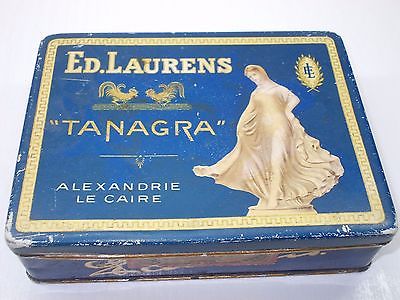 ED. LAURENS
"TANAGRA"
ALEXANDRIE
LE CAIRE